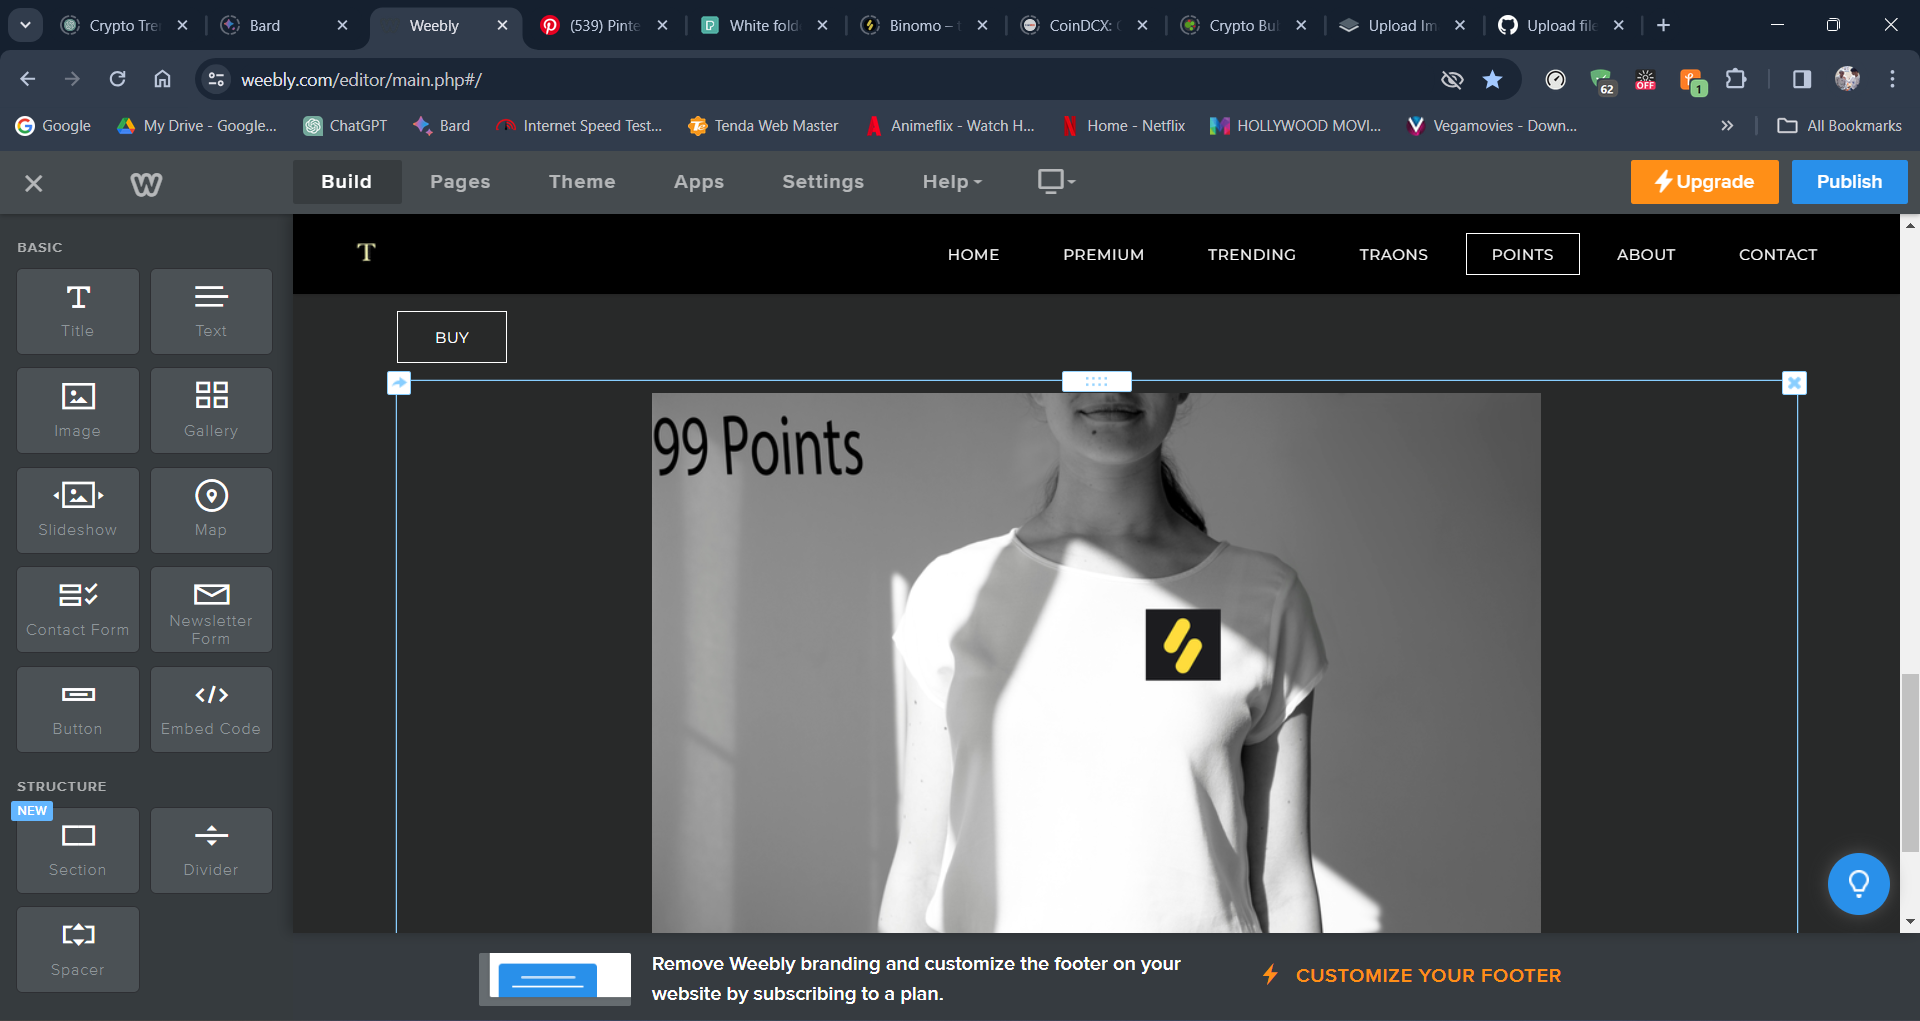 Crypto Tre
Bard
Weebly
(539) Pinte
White fold
Binomo – t
CoinDCX:
Crypto Bul
Upload Im
Upload file
weebly.com/editor/main.php#/
62
OFF
1
Google
My Drive - Google...
ChatGPT
Bard
Internet Speed Test...
Tenda Web Master
Animeflix - Watch H...
Home - Netflix
HOLLYWOOD MOVI...
Vegamovies - Down...
All Bookmarks
Build
Pages
Theme
Apps
Settings
Help
Upgrade
Publish
BASIC
Title
Text
Image
Gallery
Slideshow
Map
Contact Form
Newsletter
Form
Button
Embed Code
STRUCTURE
NEW
Section
Divider
Spacer
T
HOME
PREMIUM
TRENDING
TRAONS
POINTS
ABOUT
CONTACT
BUY
99 Points
Remove Weebly branding and customize the footer on your
website by subscribing to a plan.
CUSTOMIZE YOUR FOOTER